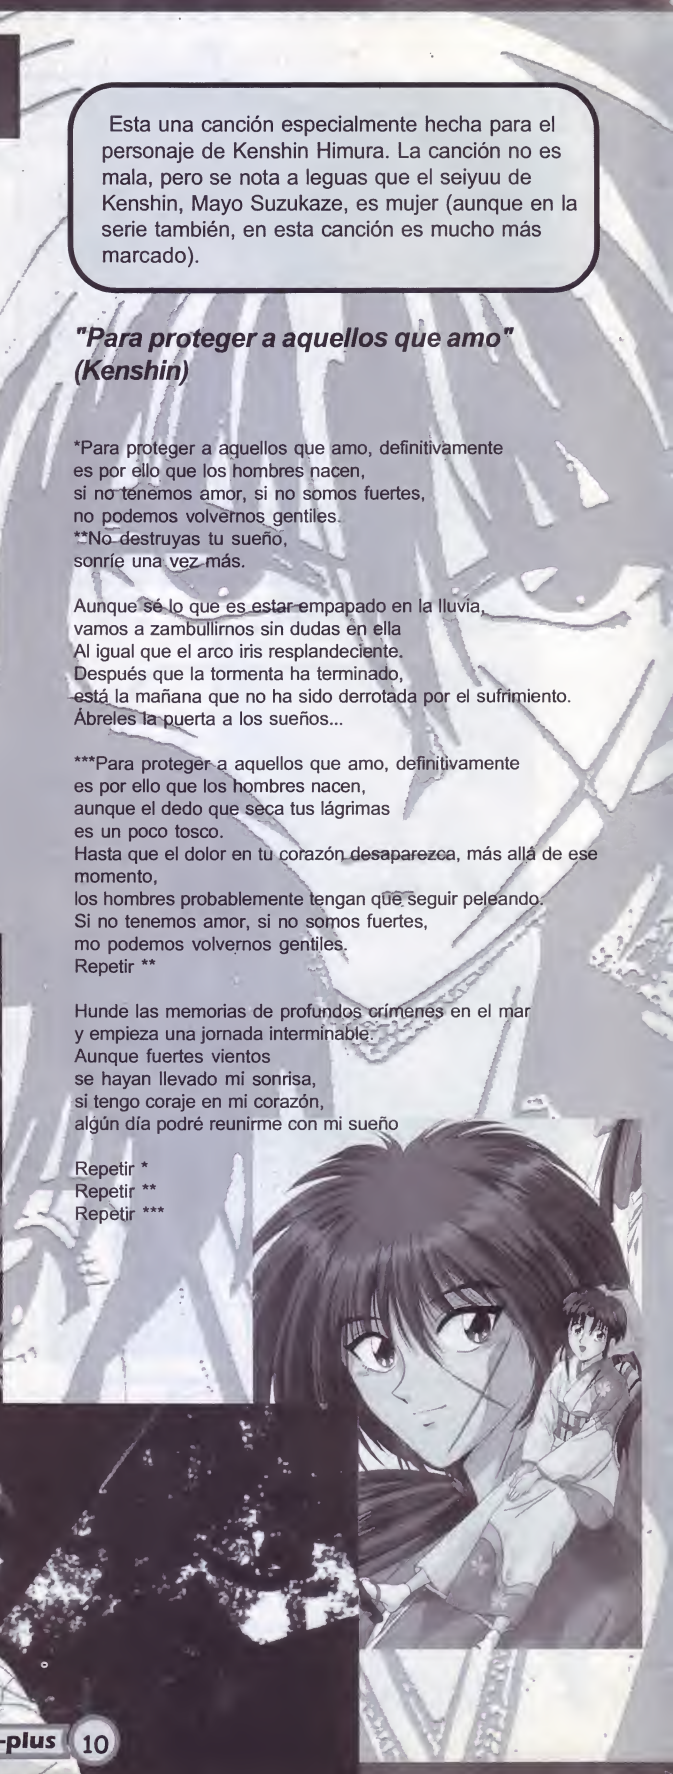 Esta una canción especialmente hecha para el
personaje de Kenshin Himura. La canción no es
mala, pero se nota a leguas que el seiyuu de
Kenshin, Mayo Suzukaze, es mujer (aunque en la
serie también, en esta canción es mucho más
marcado).
"Para proteger a aquellos que amo"
(Kenshin)
*Para proteger a aquellos que amo, definitivamente
es por ello que los hombres nacen,
si no tenemos amor, si no somos fuertes,
no podemos volvernos gentiles.
**No destruyas tu sueño,
sonríe una vez más.
Aunque sé lo que es estar empapado en la lluvia,
vamos a zambullirnos sin dudas en ella
Al igual que el arco iris resplandeciente.
Después que la tormenta ha terminado,
está la mañana que no ha sido derrotada por el sufrimiento.
Ábreles la puerta a los sueños...
***Para proteger a aquellos que amo, definitivamente
es por ello que los hombres nacen,
aunque el dedo que seca tus lágrimas
es un poco tosco.
Hasta que el dolor en tu corazón desaparezca, más allá de ese
momento,
los hombres probablemente tengan que seguir peleando.
Si no tenemos amor, si no somos fuertes,
mo podemos volvernos gentiles.
Repetir **
Hunde las memorias de profundos crímenes en el mar
y empieza una jornada interminable.
Aunque fuertes vientos
se hayan llevado mi sonrisa,
si tengo coraje en mi corazón,
algún día podré reunirme con mi sueño
Repetir *
Repetir **
Repetir ***
-plus 10